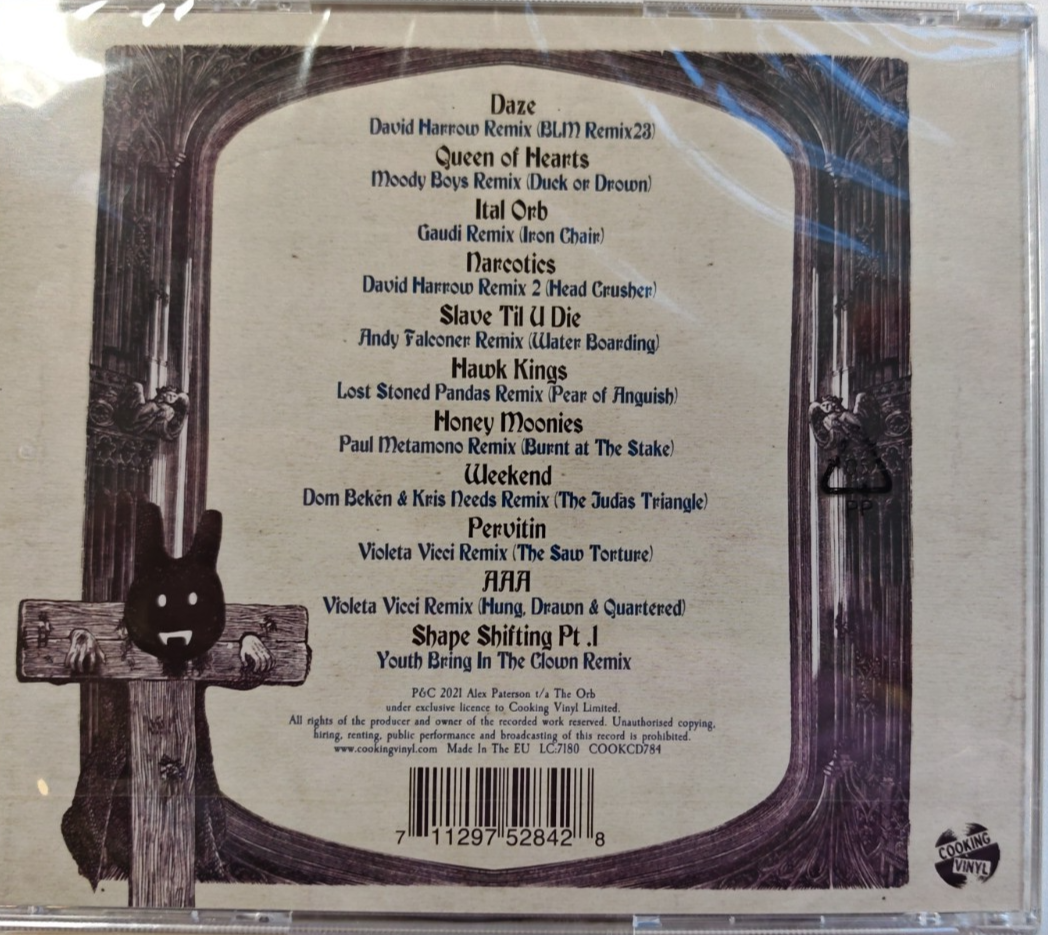 Daze
David Harrow Remix (BLM Remix23)
Queen of Hearts
Moody Boys Remix (Duck or Drown)
Ital Orb
Gaudi Remix (Iron Chair)
Narcotics
David Harrow Remix 2 (Head Crusher)
Slave Til U Die
Andy Falconer Remix (Water Boarding)
Hawk Kings
Lost Stoned Pandas Remix (Pear of Anguish)
Honey Moonies
Paul Metamono Remix (Burnt at The Stake)
Weekend
Dom Bekën & Kris Needs Remix (The Judas Triangle)
Pervitin
Violeta Vicci Remix (The Saw Torture)
AAA
Violeta Vicci Remix (Hung, Drawn & Quartered)
Shape Shifting Pt .1
Youth Bring In The Clown Remix
P&C 2021 Alex Paterson t/a The Orb
under exclusive licence to Cooking Vinyl Limited.
All rights of the producer and owner of the recorded work reserved. Unauthorised copying,
hiring, renting, public performance and broadcasting of this record is prohibited.
www.cookingvinyl.com Made In The EU LC:7180 COOKCD784
7 11297 52842 8
COOKING
VINYL
PP